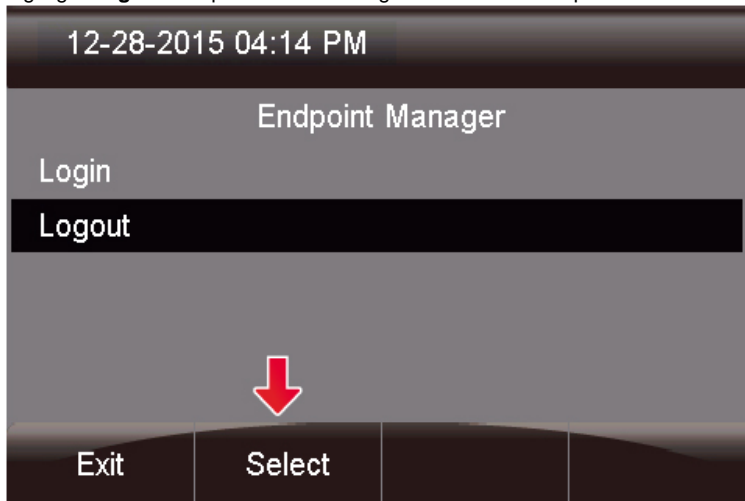 12-28-2015 04:14 PM
Endpoint Manager
Login
Logout
Exit Select